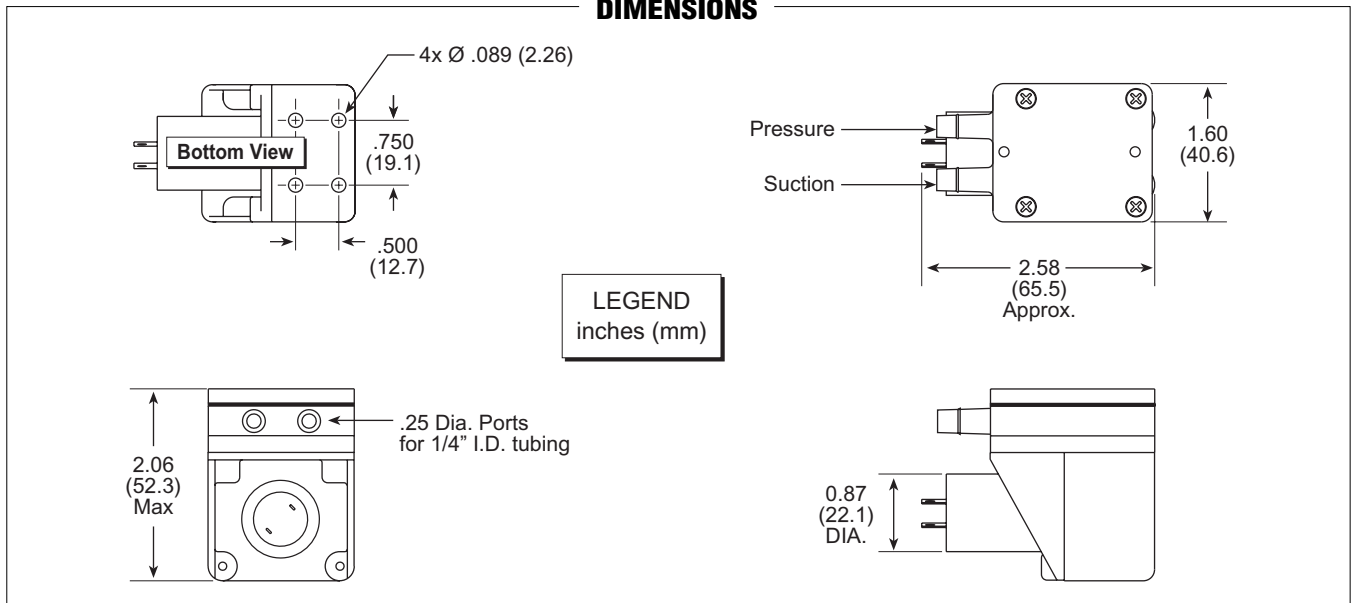 DIMENSIONS
4x Ø .089 (2.26)
Bottom View
.750
(19.1)
.500
(12.7)
Pressure
Suction
1.60
(40.6)
2.58
(65.5)
Approx.
LEGEND
inches (mm)
2.06
(52.3)
Max
.25 Dia. Ports
for 1/4" I.D. tubing
0.87
(22.1)
DIA.